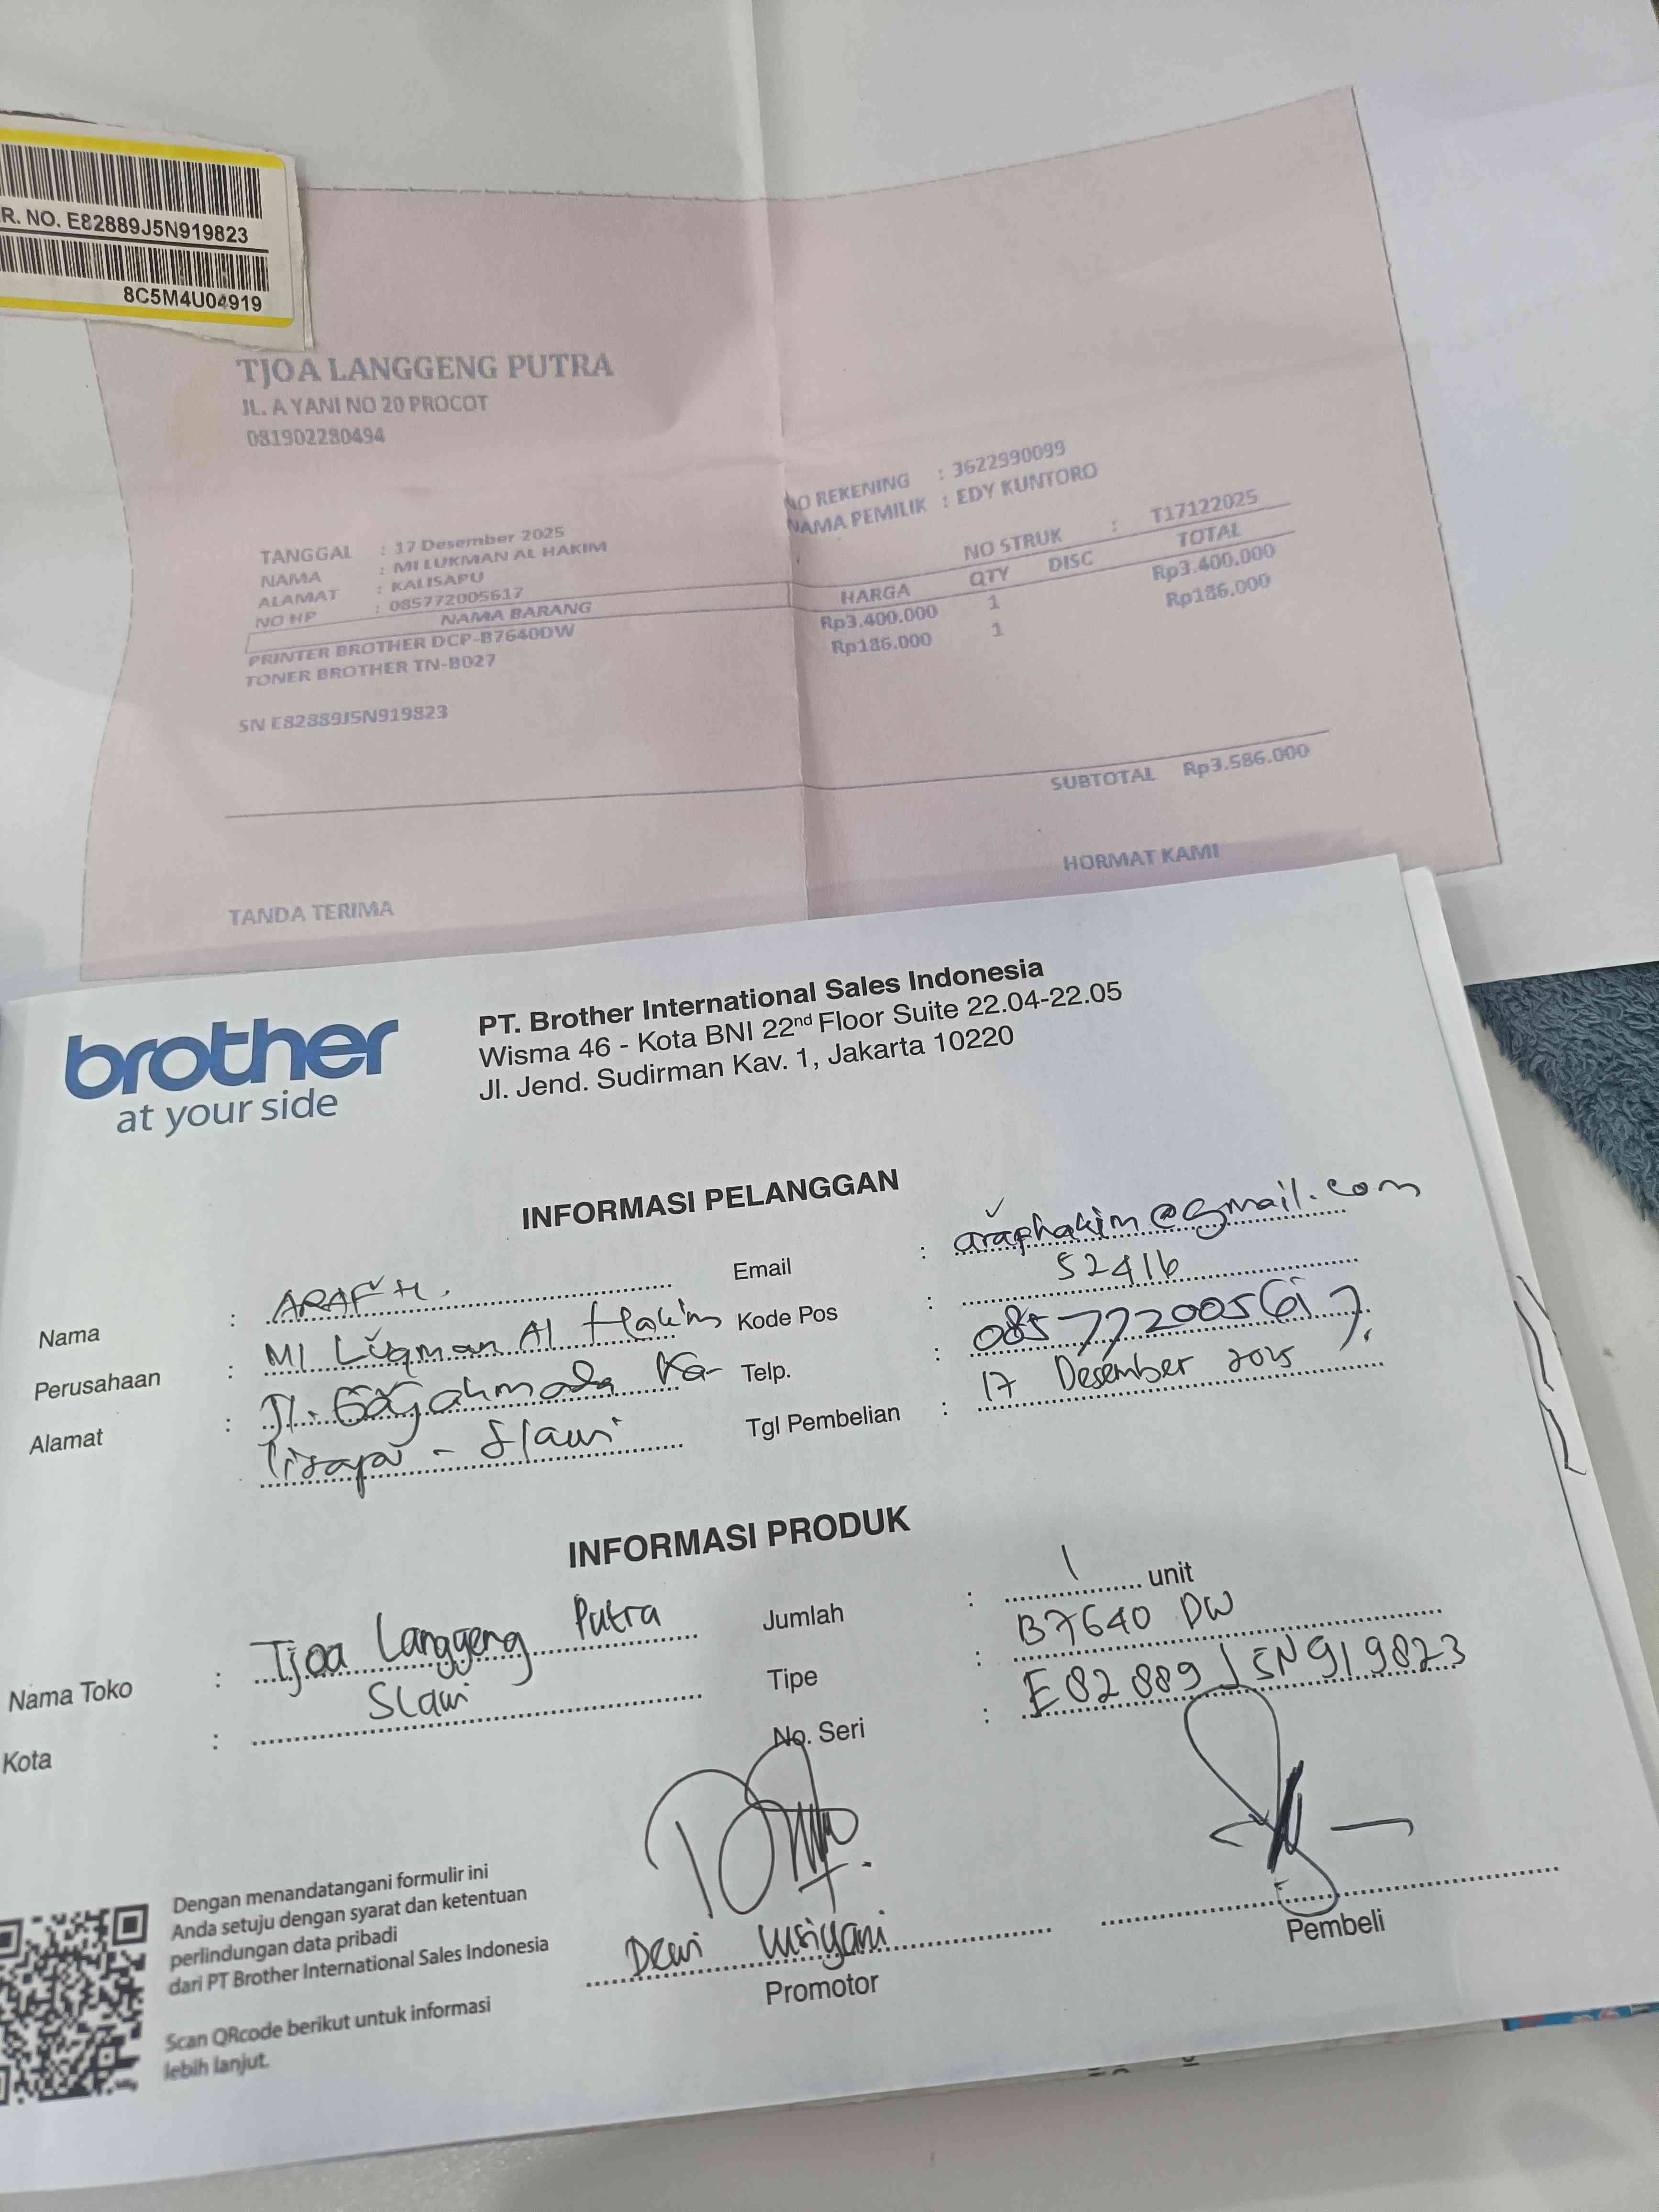 R. NO. E82889J5N919823
8C5M4U04919
TJOA LANGGENG PUTRA
JL. A YANI NO 20 PROCOT
081902280494
NO REKENING : 3622990099
NAMA PEMILIK : EDY KUNTORO
TANGGAL : 17 Desember 2025
NAMA : MI LUKMAN AL HAKIM
ALAMAT : KALISAPU
NO HP : 085772005617
NO STRUK : T17122025
NAMA BARANG HARGA QTY DISC TOTAL
PRINTER BROTHER DCP-B7640DW Rp3.400.000 1 Rp3.400.000
TONER BROTHER TN-B027 Rp186.000 1 Rp186.000
SN E82889J5N919823
SUBTOTAL Rp3.586.000
TANDA TERIMA HORMAT KAMI
brother
at your side
PT. Brother International Sales Indonesia
Wisma 46 - Kota BNI 22nd Floor Suite 22.04-22.05
Jl. Jend. Sudirman Kav. 1, Jakarta 10220
INFORMASI PELANGGAN
Nama : ARAF H.
Perusahaan : MI Luqman Al Hakim
Alamat : Jl. Gajahmada Ka-
lisapu - Slawi
Email : araphakim@gmail.com
Kode Pos : 52416
Telp. : 085772005617
Tgl Pembelian : 17 Desember 2025
INFORMASI PRODUK
Nama Toko : Tjoa Langgeng Putra
Kota : Slawi
Jumlah : 1 unit
Tipe : B7640 DW
No. Seri : E82889J5N919823
Dengan menandatangani formulir ini
Anda setuju dengan syarat dan ketentuan
perlindungan data pribadi
dari PT Brother International Sales Indonesia
Scan QRcode berikut untuk informasi
lebih lanjut.
Dewi Lusiyani
Promotor
Pembeli